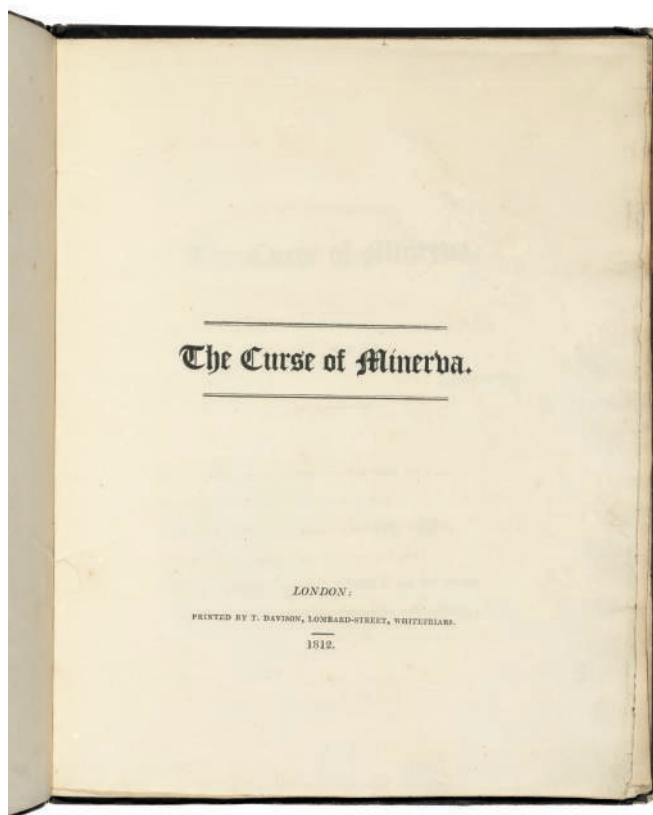 The Curse of Minerva.
LONDON:
PRINTED BY T. DAVISON, LOMBARD-STREET, WHITEFRIARS.
1812.